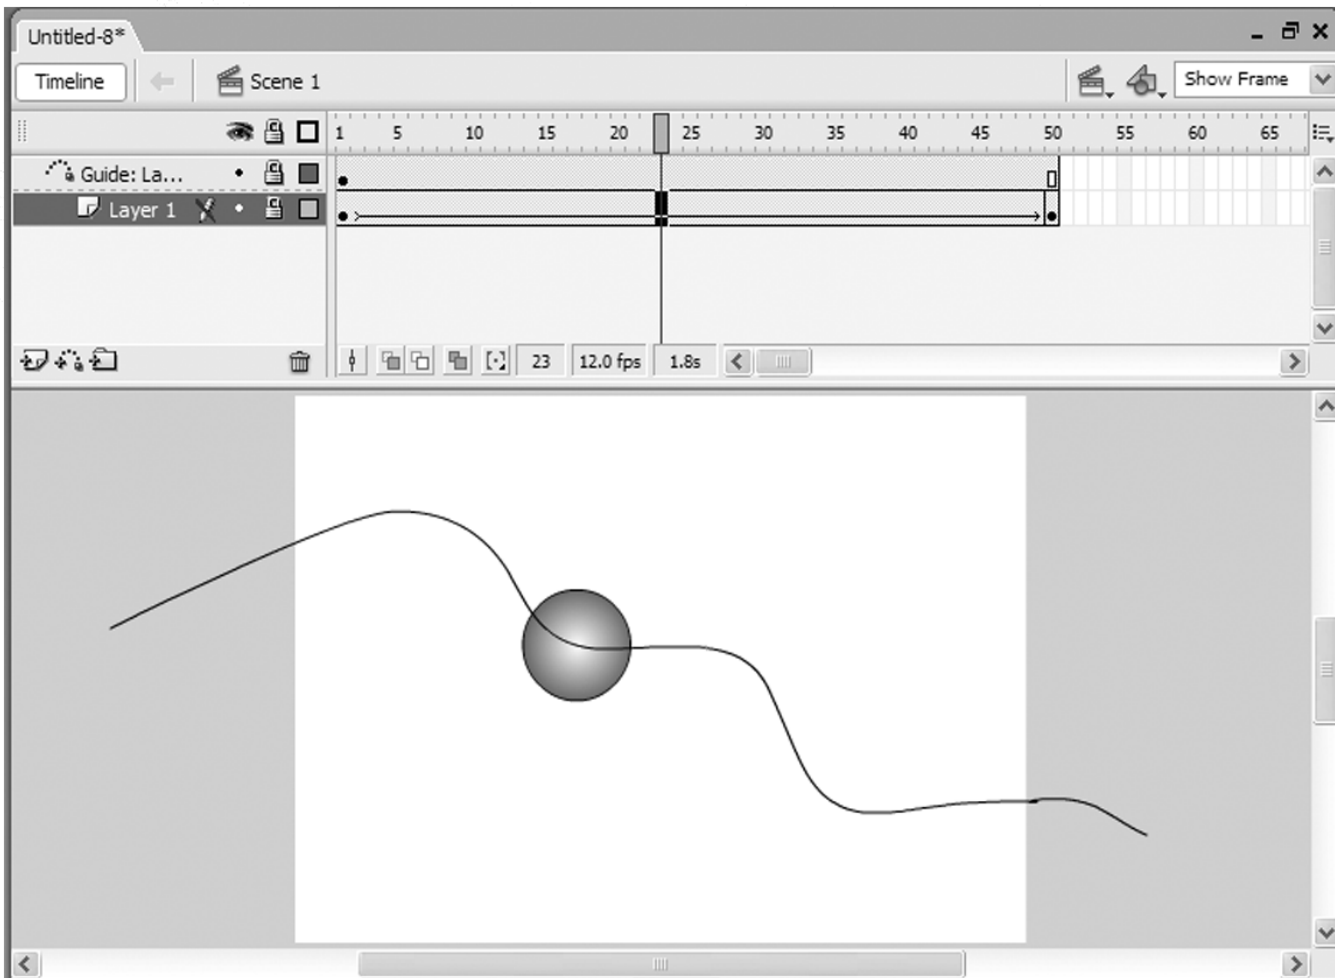 Untitled-8*
Timeline Scene 1 Show Frame
1 5 10 15 20 25 30 35 40 45 50 55 60 65
Guide: La...
Layer 1
23 12.0 fps 1.8s